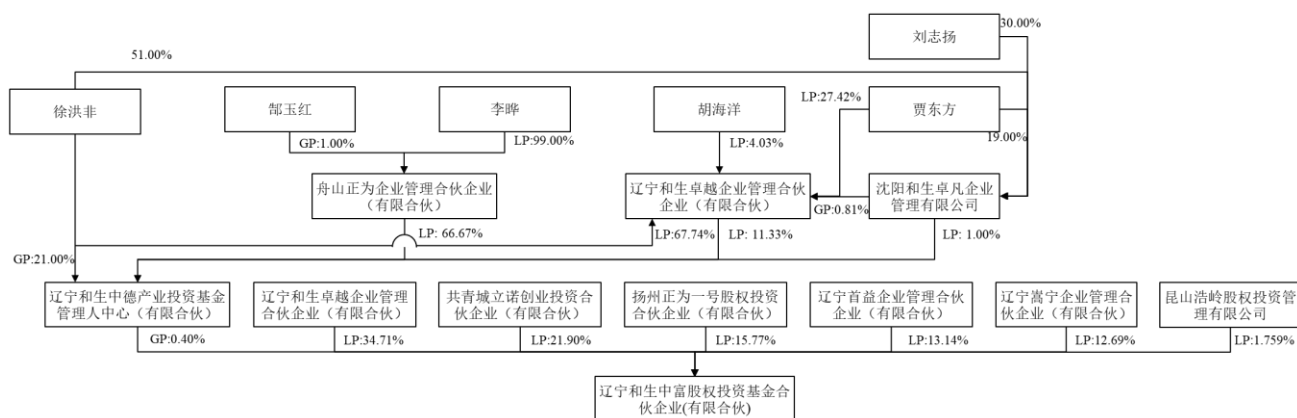 30.00%
刘志扬
51.00%
徐洪非
郜玉红
李晔
胡海洋
LP:27.42%
贾东方
GP:1.00%
LP:99.00%
LP:4.03%
19.00%
舟山正为企业管理合伙企业
（有限合伙）
辽宁和生卓越企业管理合伙
企业（有限合伙）
GP:0.81%
沈阳和生卓凡企业
管理有限公司
LP: 66.67%
LP:67.74%
LP: 11.33%
LP: 1.00%
GP:21.00%
辽宁和生中德产业投资基金
管理人中心（有限合伙）
辽宁和生卓越企业管理
合伙企业（有限合伙）
共青城立诺创业投资合
伙企业（有限合伙）
扬州正为一号股权投资
合伙企业（有限合伙）
辽宁首益企业管理合伙
企业（有限合伙）
辽宁嵩宁企业管理合
伙企业（有限合伙）
昆山浩岭股权投资管
理有限公司
GP:0.40%
LP:34.71%
LP:21.90%
LP:15.77%
LP:13.14%
LP:12.69%
LP:1.759%
辽宁和生中富股权投资基金合
伙企业(有限合伙)